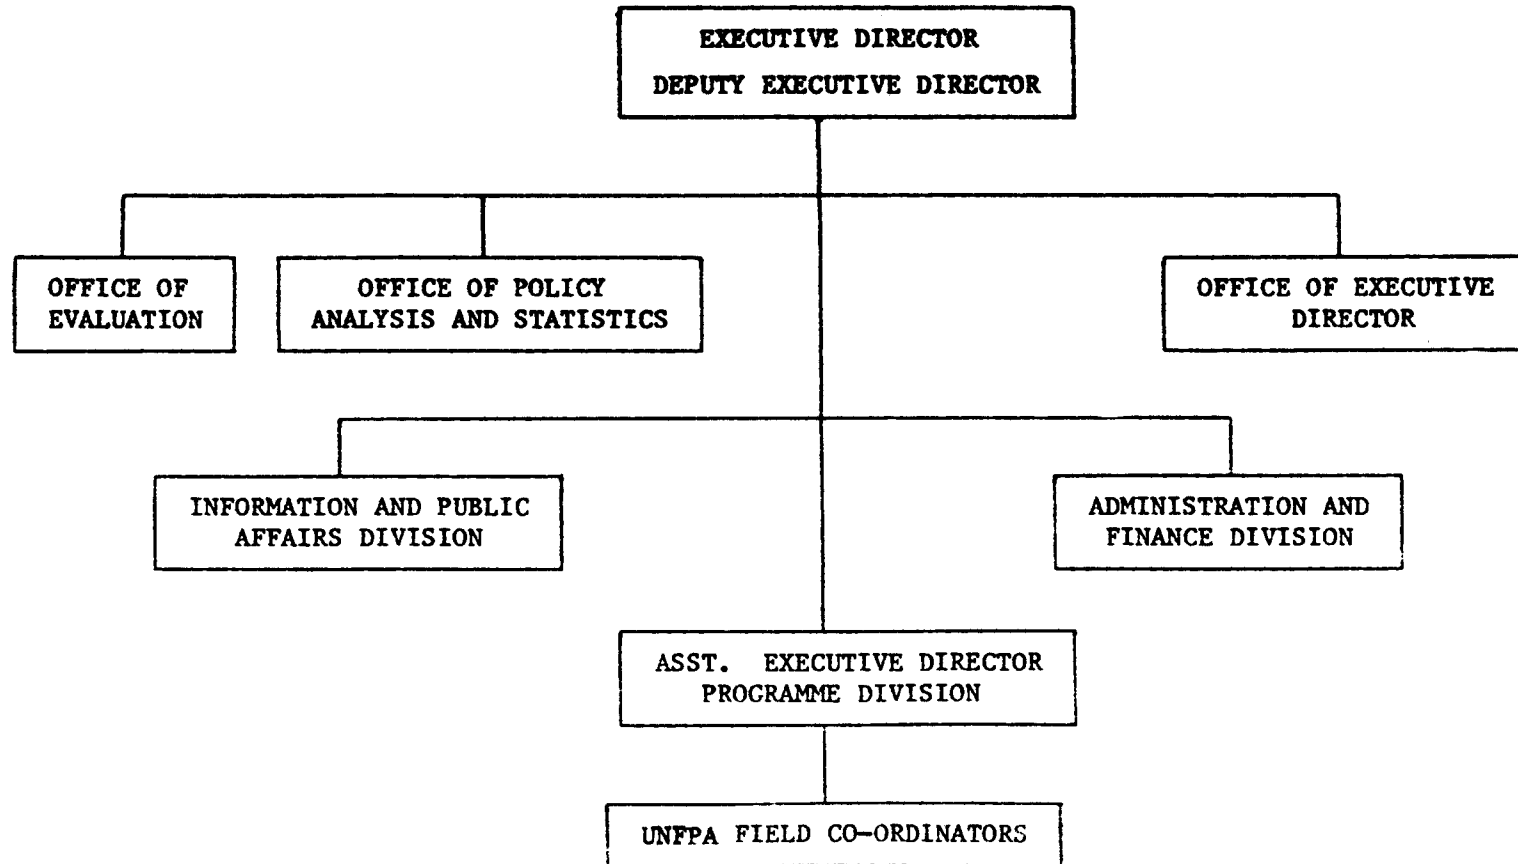 EXECUTIVE DIRECTOR
DEPUTY EXECUTIVE DIRECTOR
OFFICE OF
EVALUATION
OFFICE OF POLICY
ANALYSIS AND STATISTICS
OFFICE OF EXECUTIVE
DIRECTOR
INFORMATION AND PUBLIC
AFFAIRS DIVISION
ADMINISTRATION AND
FINANCE DIVISION
ASST. EXECUTIVE DIRECTOR
PROGRAMME DIVISION
UNFPA FIELD CO-ORDINATORS